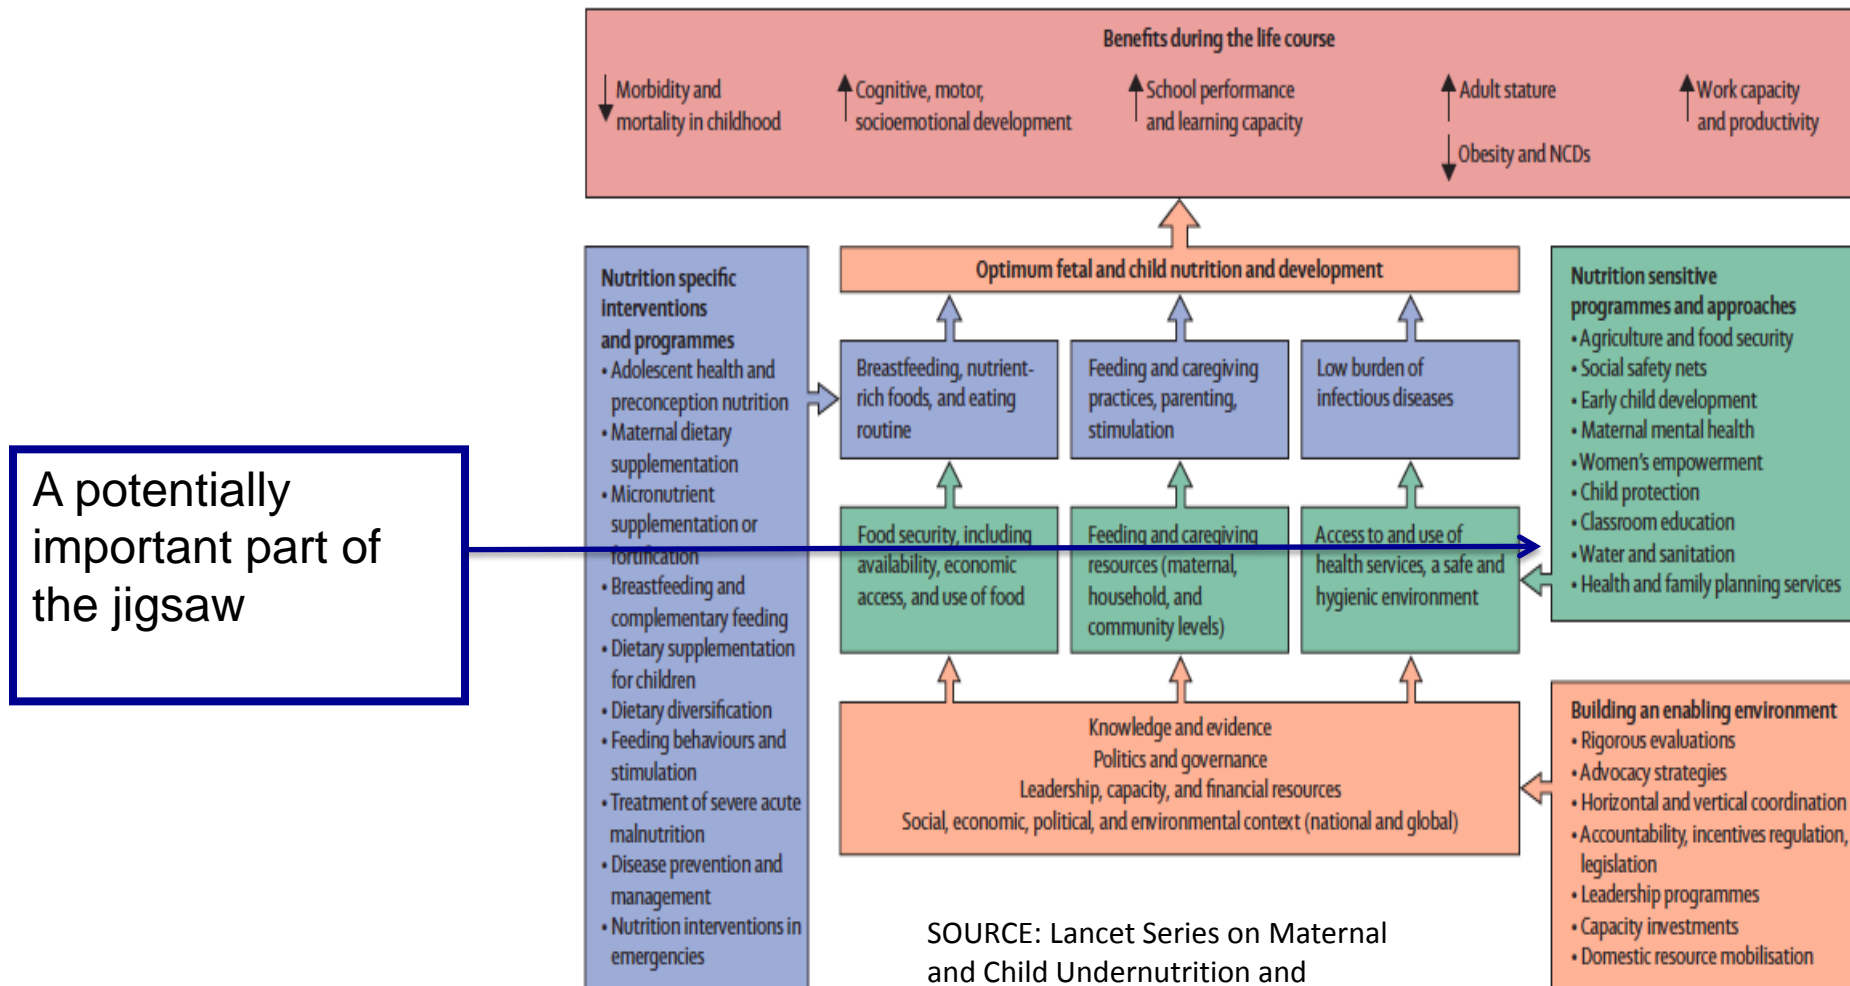 Benefits during the life course
Morbidity and
mortality in childhood
Cognitive, motor,
socioemotional development
School performance
and learning capacity
Adult stature
Obesity and NCDs
Work capacity
and productivity
A potentially
important part of
the jigsaw
Nutrition specific
interventions
and programmes
• Adolescent health and
preconception nutrition
• Maternal dietary
supplementation
• Micronutrient
supplementation or
fortification
• Breastfeeding and
complementary feeding
• Dietary supplementation
for children
• Dietary diversification
• Feeding behaviours and
stimulation
• Treatment of severe acute
malnutrition
• Disease prevention and
management
• Nutrition interventions in
emergencies
Optimum fetal and child nutrition and development
Breastfeeding, nutrient-
rich foods, and eating
routine
Feeding and caregiving
practices, parenting,
stimulation
Low burden of
infectious diseases
Food security, including
availability, economic
access, and use of food
Feeding and caregiving
resources (maternal,
household, and
community levels)
Access to and use of
health services, a safe and
hygienic environment
Knowledge and evidence
Politics and governance
Leadership, capacity, and financial resources
Social, economic, political, and environmental context (national and global)
Nutrition sensitive
programmes and approaches
• Agriculture and food security
• Social safety nets
• Early child development
• Maternal mental health
• Women's empowerment
• Child protection
• Classroom education
• Water and sanitation
• Health and family planning services
Building an enabling environment
• Rigorous evaluations
• Advocacy strategies
• Horizontal and vertical coordination
• Accountability, incentives regulation,
legislation
• Leadership programmes
• Capacity investments
• Domestic resource mobilisation
SOURCE: Lancet Series on Maternal
and Child Undernutrition and